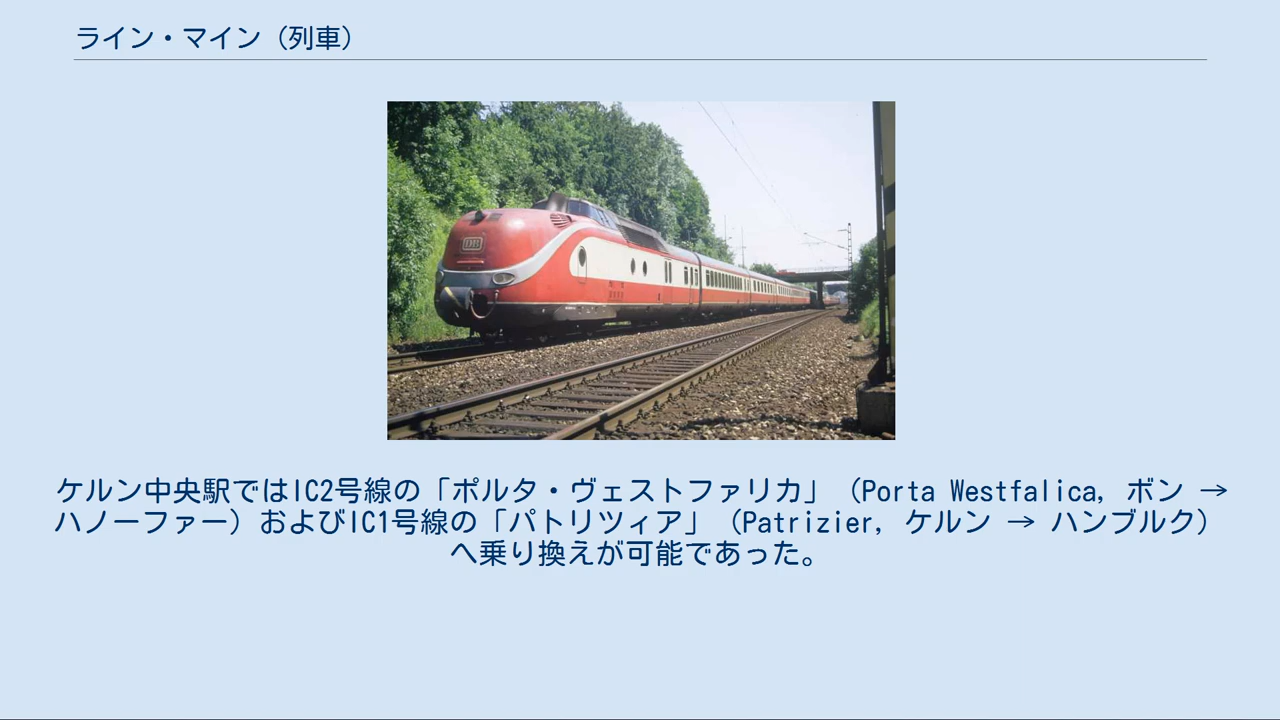 ライン・マイン（列車）
DB
ケルン中央駅ではIC2号線の「ポルタ・ヴェストファリカ」（Porta Westfalica, ボン →
ハノーファー）およびIC1号線の「パトリツィア」（Patrizier, ケルン → ハンブルク）
へ乗り換えが可能であった。